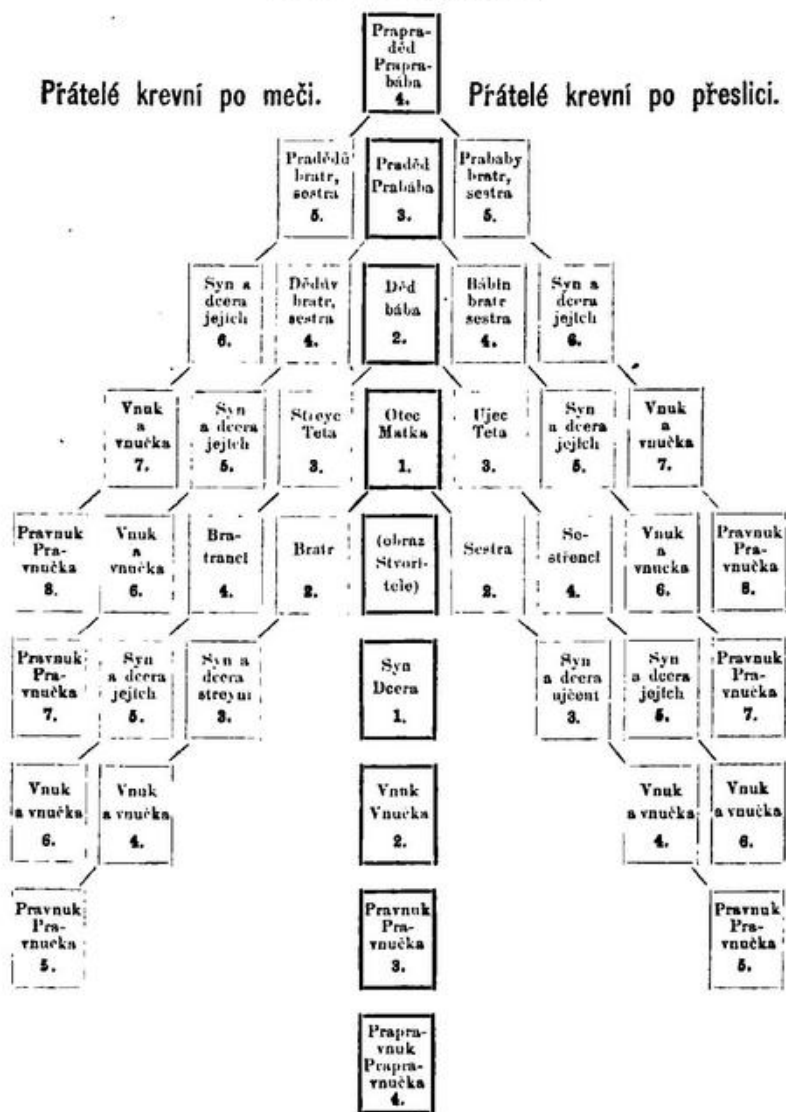 Prapra-
děd
Prapra-
bába
4.
Přátelé krevní po meči.
Přátelé krevní po přeslici.
Pradědů
bratr,
sestra
5.
Praděd
Prabába
3.
Prababy
bratr,
sestra
5.
Syn a
dcera
jejich
6.
Dědův
bratr,
sestra
4.
Děd
bába
2.
Bábin
bratr
sestra
4.
Syn a
dcera
jejich
6.
Vnuk
a
vnučka
7.
Syn
a dcera
jejich
5.
Streyc
Teta
3.
Otec
Matka
1.
Ujec
Teta
3.
Syn
a dcera
jejich
5.
Vnuk
a
vnučka
7.
Pravnuk
Pra-
vnučka
8.
Vnuk
a
vnučka
6.
Bra-
tranci
4.
Bratr
2.
(obraz
Stvoři-
tele)
Sestra
2.
Se-
střenci
4.
Vnuk
a
vnučka
6.
Pravnuk
Pra-
vnučka
8.
Pravnuk
Pra-
vnučka
7.
Syn
a dcera
jejich
5.
Syn a
dcera
streyni
3.
Syn
Dcera
1.
Syn
a dcera
ujčení
3.
Syn
a dcera
jejich
5.
Pravnuk
Pra-
vnučka
7.
Vnuk
a vnučka
6.
Vnuk
a vnučka
4.
Vnuk
Vnučka
2.
Vnuk
a vnučka
4.
Vnuk
a vnučka
6.
Pravnuk
Pra-
vnučka
5.
Pravnuk
Pra-
vnučka
3.
Pravnuk
Pra-
vnučka
5.
Prapra-
vnuk
Prapra-
vnučka
4.